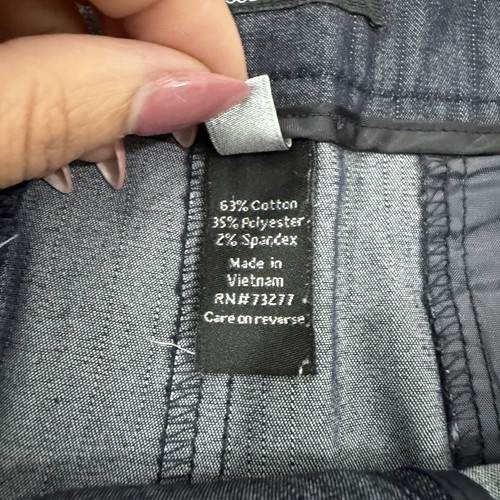 63% Cotton
35% Polyester
2% Spandex
Made in
Vietnam
RN#73277
Care on reverse